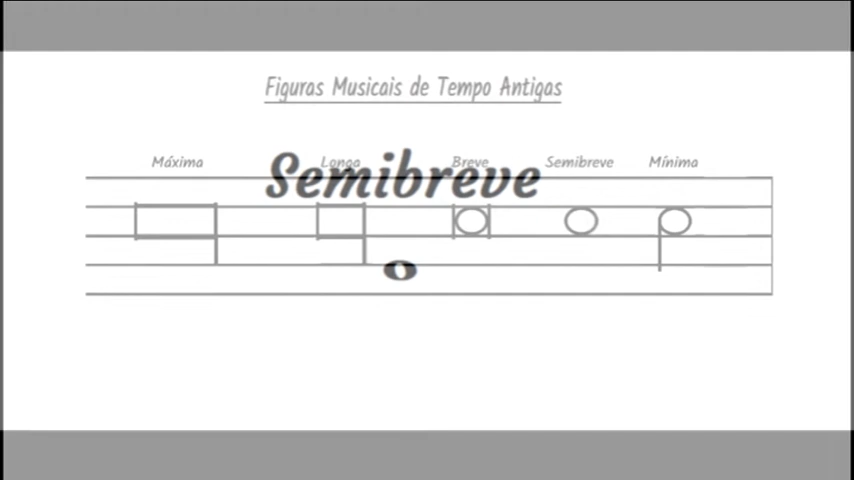 Figuras Musicais de Tempo Antigas
Máxima Longa Breve Semibreve Mínima
Semibreve